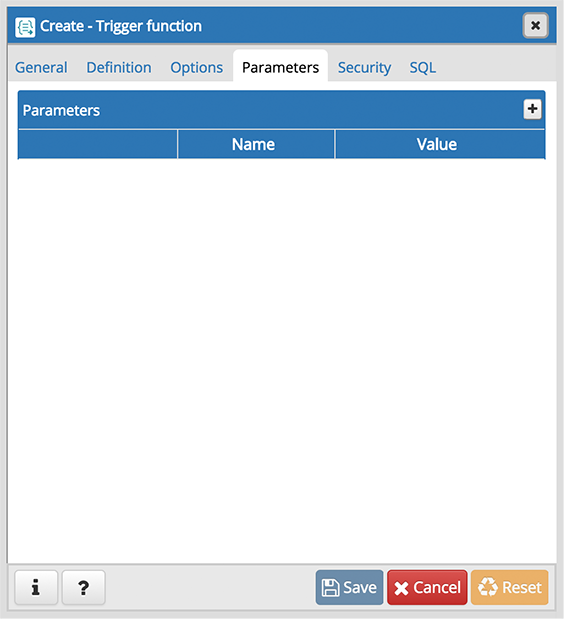 Create - Trigger function
General Definition Options Parameters Security SQL
Parameters
Name Value
i ? Save Cancel Reset